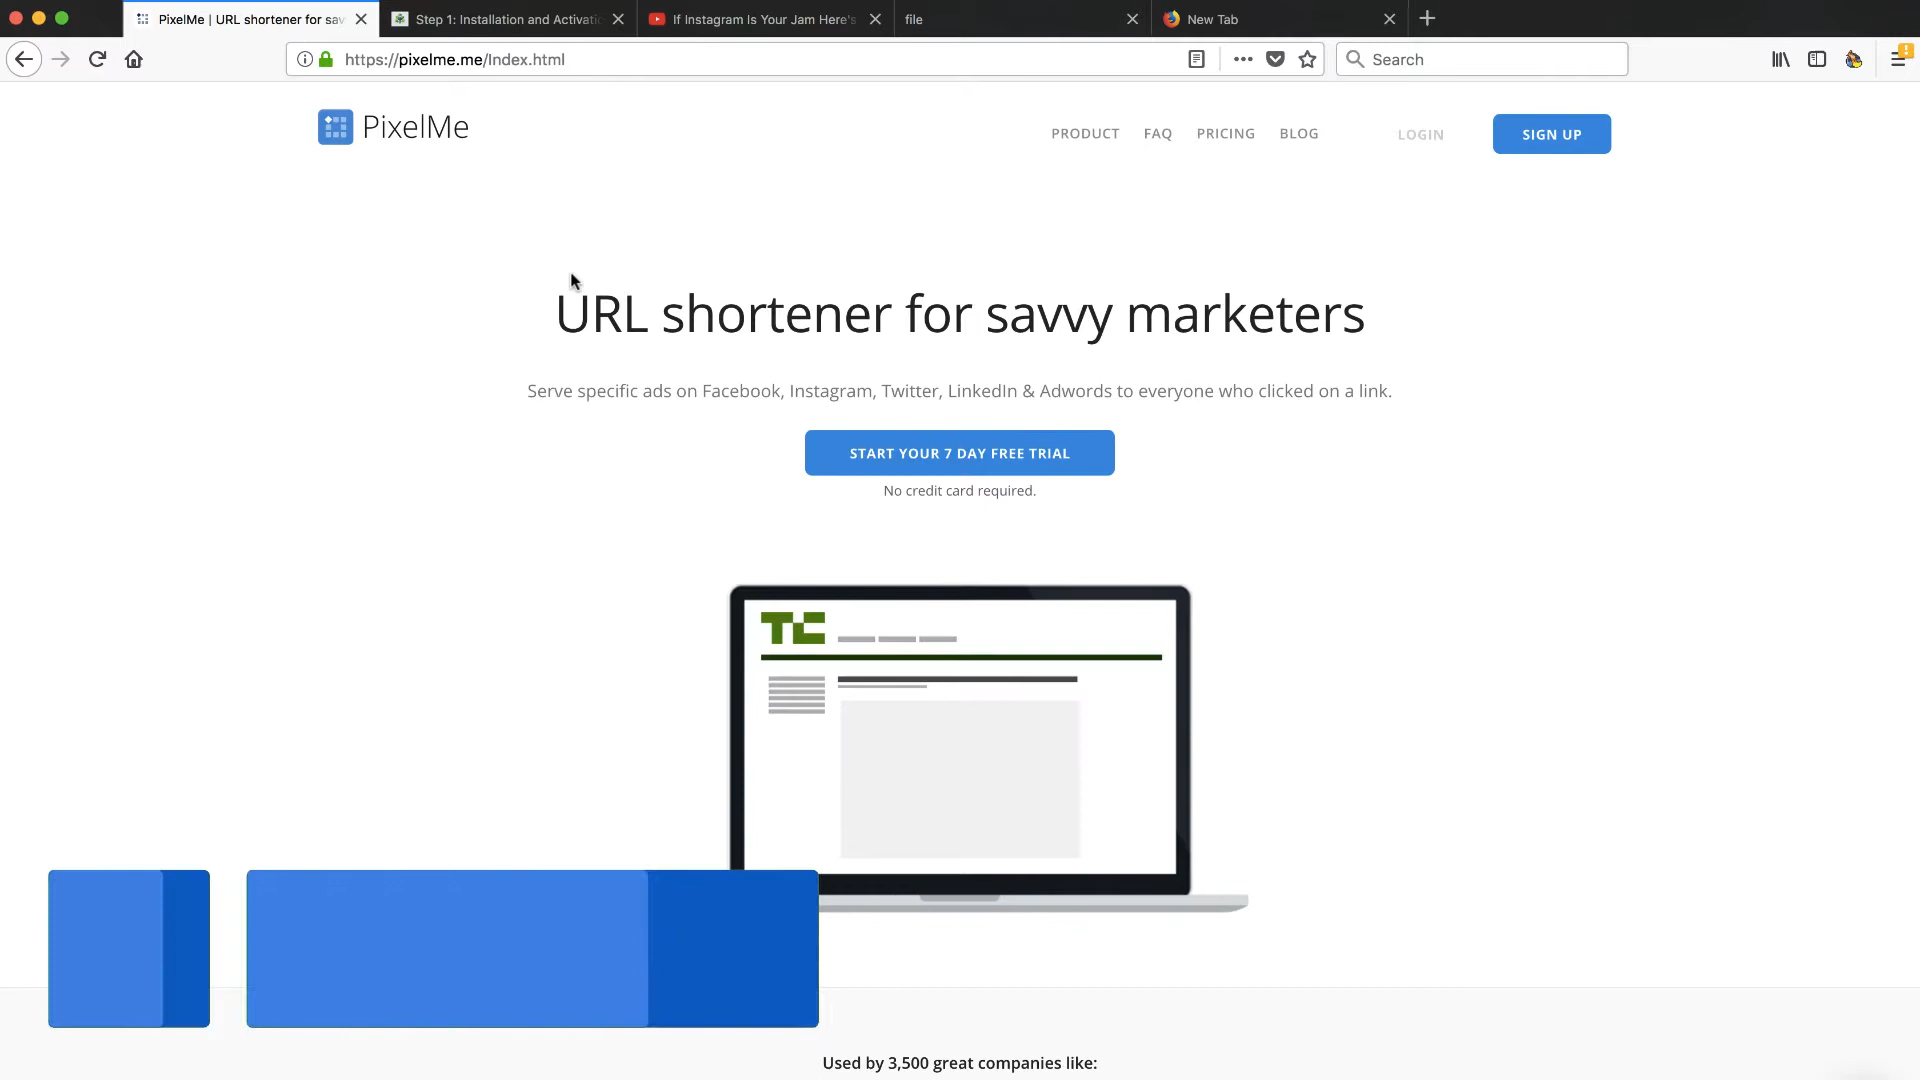 PixelMe | URL shortener for sav
Step 1: Installation and Activati
If Instagram Is Your Jam Here's
file
New Tab
https://pixelme.me/Index.html
Search
PixelMe
PRODUCT
FAQ
PRICING
BLOG
LOGIN
SIGN UP
URL shortener for savvy marketers
Serve specific ads on Facebook, Instagram, Twitter, LinkedIn & Adwords to everyone who clicked on a link.
START YOUR 7 DAY FREE TRIAL
No credit card required.
TC
Used by 3,500 great companies like: